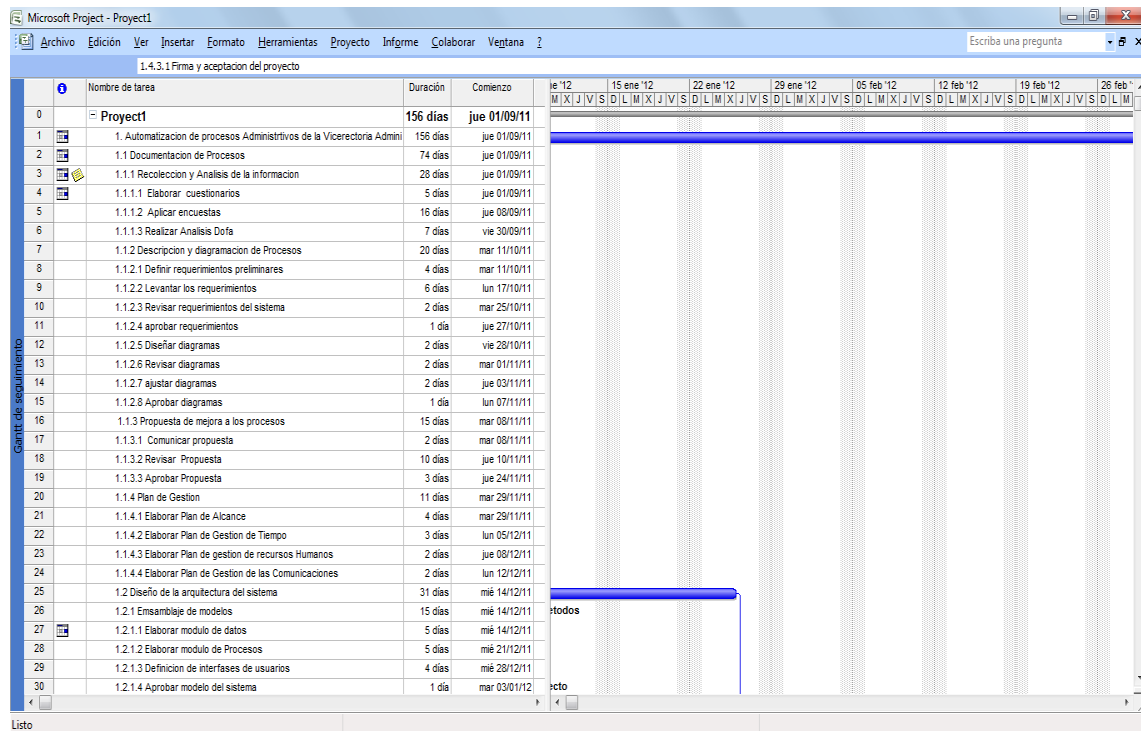 Microsoft Project - Proyect1
Archivo Edición Ver Insertar Formato Herramientas Proyecto Informe Colaborar Ventana ? Escriba una pregunta
1.4.3.1 Firma y aceptacion del proyecto
Nombre de tarea Duración Comienzo ne '12 15 ene '12 22 ene '12 29 ene '12 05 feb '12 12 feb '12 19 feb '12 26 feb '
M X J V S D L M X J V S D L M X J V S D L M X J V S D L M X J V S D L M X J V S D L M X J V S D L M
0 Proyect1 156 días jue 01/09/11
1 1. Automatizacion de procesos Administrtivos de la Vicerectoria Admini 156 días jue 01/09/11
2 1.1 Documentacion de Procesos 74 días jue 01/09/11
3 1.1.1 Recoleccion y Analisis de la informacion 28 días jue 01/09/11
4 1.1.1.1 Elaborar cuestionarios 5 días jue 01/09/11
5 1.1.1.2 Aplicar encuestas 16 días jue 08/09/11
6 1.1.1.3 Realizar Analisis Dofa 7 días vie 30/09/11
7 1.1.2 Descripcion y diagramacion de Procesos 20 días mar 11/10/11
8 1.1.2.1 Definir requerimientos preliminares 4 días mar 11/10/11
9 1.1.2.2 Levantar los requerimientos 6 días lun 17/10/11
10 1.1.2.3 Revisar requerimientos del sistema 2 días mar 25/10/11
11 1.1.2.4 aprobar requerimientos 1 día jue 27/10/11
12 1.1.2.5 Diseñar diagramas 2 días vie 28/10/11
13 1.1.2.6 Revisar diagramas 2 días mar 01/11/11
14 1.1.2.7 ajustar diagramas 2 días jue 03/11/11
15 1.1.2.8 Aprobar diagramas 1 día lun 07/11/11
16 1.1.3 Propuesta de mejora a los procesos 15 días mar 08/11/11
17 1.1.3.1 Comunicar propuesta 2 días mar 08/11/11
18 1.1.3.2 Revisar Propuesta 10 días jue 10/11/11
19 1.1.3.3 Aprobar Propuesta 3 días jue 24/11/11
20 1.1.4 Plan de Gestion 11 días mar 29/11/11
21 1.1.4.1 Elaborar Plan de Alcance 4 días mar 29/11/11
22 1.1.4.2 Elaborar Plan de Gestion de Tiempo 3 días lun 05/12/11
23 1.1.4.3 Elaborar Plan de gestion de recursos Humanos 2 días jue 08/12/11
24 1.1.4.4 Elaborar Plan de Gestion de las Comunicaciones 2 días lun 12/12/11
25 1.2 Diseño de la arquitectura del sistema 31 días mié 14/12/11
26 1.2.1 Emsamblaje de modelos 15 días mié 14/12/11 etodos
27 1.2.1.1 Elaborar modulo de datos 5 días mié 14/12/11
28 1.2.1.2 Elaborar modulo de Procesos 5 días mié 21/12/11
29 1.2.1.3 Definicion de interfases de usuarios 4 días mié 28/12/11
30 1.2.1.4 Aprobar modelo del sistema 1 día mar 03/01/12 ecto
Gantt de seguimiento
Listo